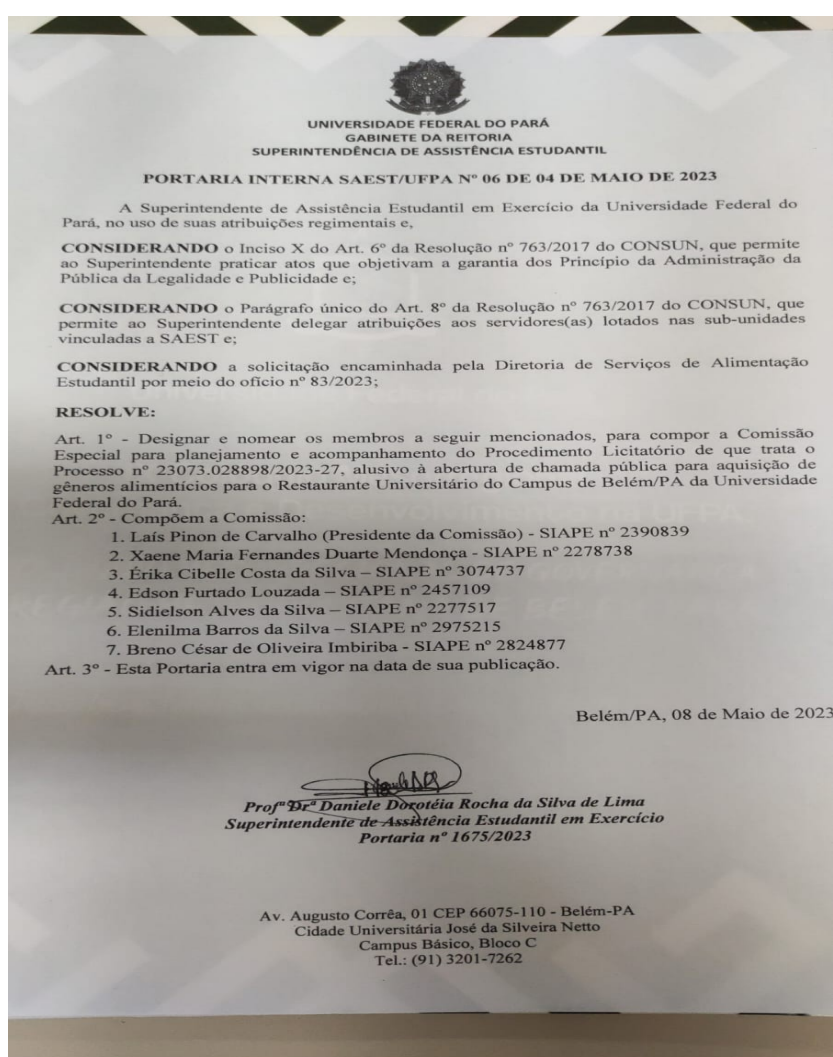 UNIVERSIDADE FEDERAL DO PARÁ
GABINETE DA REITORIA
SUPERINTENDÊNCIA DE ASSISTÊNCIA ESTUDANTIL
PORTARIA INTERNA SAEST/UFPA Nº 06 DE 04 DE MAIO DE 2023
A Superintendente de Assistência Estudantil em Exercício da Universidade Federal do
Pará, no uso de suas atribuições regimentais e,
CONSIDERANDO o Inciso X do Art. 6º da Resolução nº 763/2017 do CONSUN, que permite
ao Superintendente praticar atos que objetivam a garantia dos Princípio da Administração da
Pública da Legalidade e Publicidade e;
CONSIDERANDO o Parágrafo único do Art. 8º da Resolução nº 763/2017 do CONSUN, que
permite ao Superintendente delegar atribuições aos servidores(as) lotados nas sub-unidades
vinculadas a SAEST e;
CONSIDERANDO a solicitação encaminhada pela Diretoria de Serviços de Alimentação
Estudantil por meio do ofício nº 83/2023;
RESOLVE:
Art. 1º - Designar e nomear os membros a seguir mencionados, para compor a Comissão
Especial para planejamento e acompanhamento do Procedimento Licitatório de que trata o
Processo nº 23073.028898/2023-27, alusivo à abertura de chamada pública para aquisição de
gêneros alimentícios para o Restaurante Universitário do Campus de Belém/PA da Universidade
Federal do Pará.
Art. 2º - Compõem a Comissão:
1. Laís Pinon de Carvalho (Presidente da Comissão) - SIAPE nº 2390839
2. Xaene Maria Fernandes Duarte Mendonça - SIAPE nº 2278738
3. Érika Cibelle Costa da Silva – SIAPE nº 3074737
4. Edson Furtado Louzada – SIAPE nº 2457109
5. Sidielson Alves da Silva – SIAPE nº 2277517
6. Elenilma Barros da Silva – SIAPE nº 2975215
7. Breno César de Oliveira Imbiriba - SIAPE nº 2824877
Art. 3º - Esta Portaria entra em vigor na data de sua publicação.
Belém/PA, 08 de Maio de 2023
Profª Drª Daniele Dorotéia Rocha da Silva de Lima
Superintendente de Assistência Estudantil em Exercício
Portaria nº 1675/2023
Av. Augusto Corrêa, 01 CEP 66075-110 - Belém-PA
Cidade Universitária José da Silveira Netto
Campus Básico, Bloco C
Tel.: (91) 3201-7262